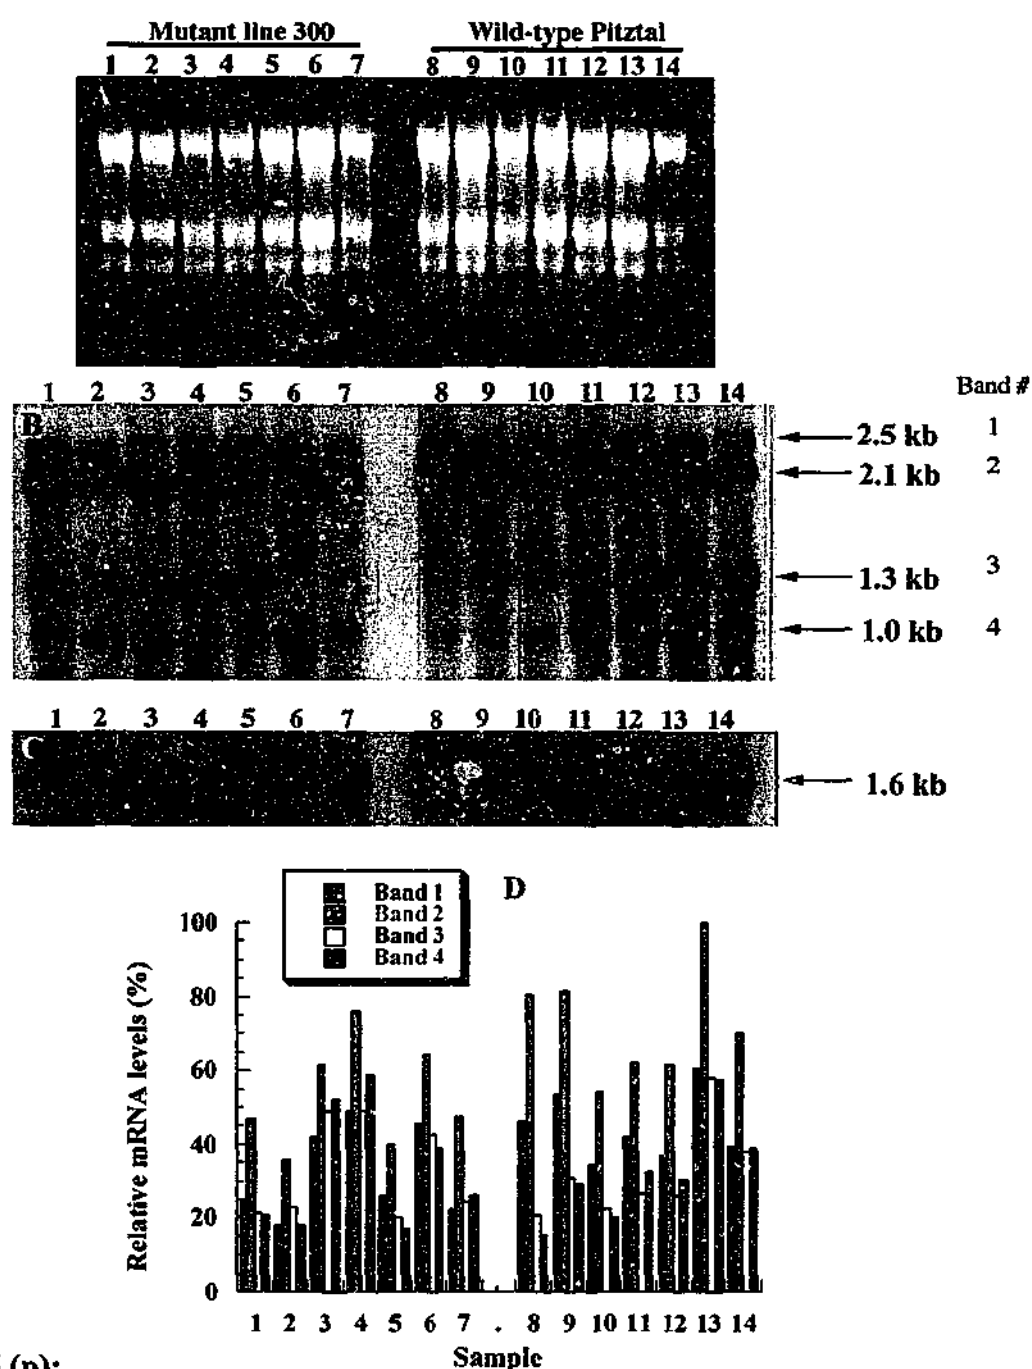 Mutant line 300 Wild-type Pitztal
1 2 3 4 5 6 7 8 9 10 11 12 13 14
1 2 3 4 5 6 7 8 9 10 11 12 13 14 Band #
B
2.5 kb 1
2.1 kb 2
1.3 kb 3
1.0 kb 4
1 2 3 4 5 6 7 8 9 10 11 12 13 14
C
1.6 kb
D
Band 1
Band 2
Band 3
Band 4
Relative mRNA levels (%)
100
80
60
40
20
0
1 2 3 4 5 6 7 . 8 9 10 11 12 13 14
Sample
(p):